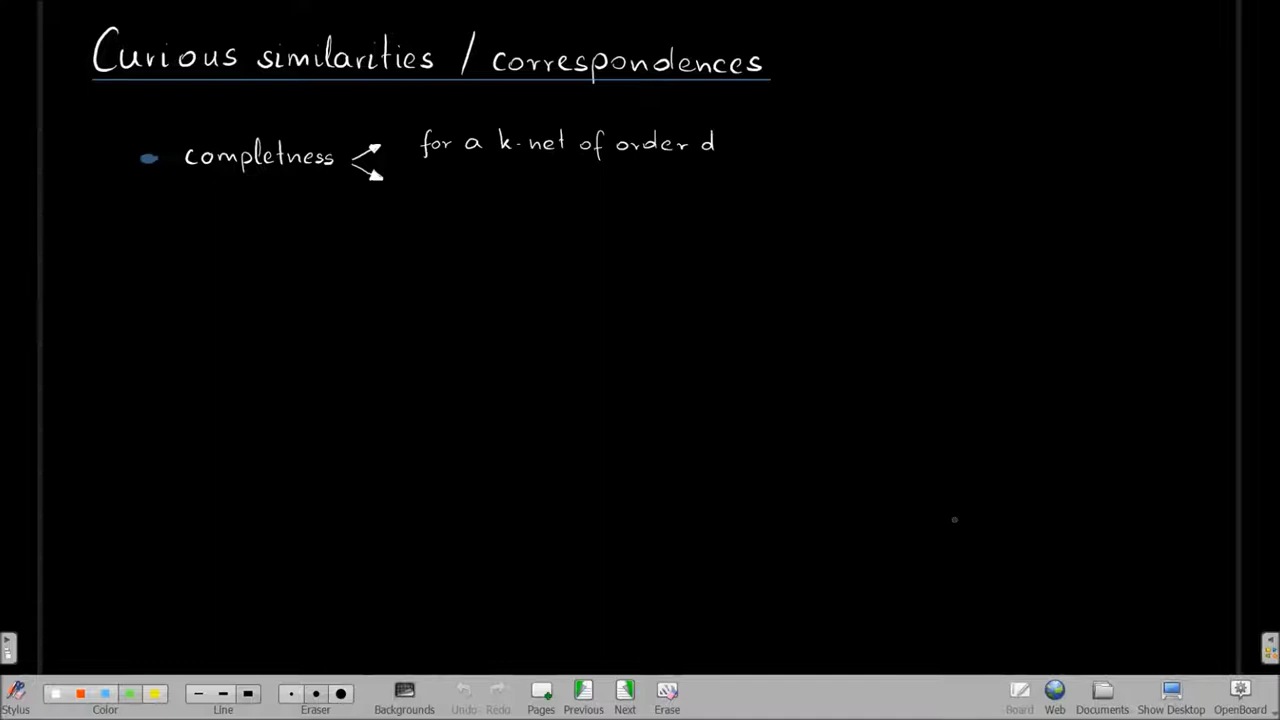 Curious similarities / correspondences
completness
for a k-net of order d
Stylus
Color
Line
Eraser
Backgrounds
Undo
Redo
Pages
Previous
Next
Erase
Board
Web
Documents
Show Desktop
OpenBoard